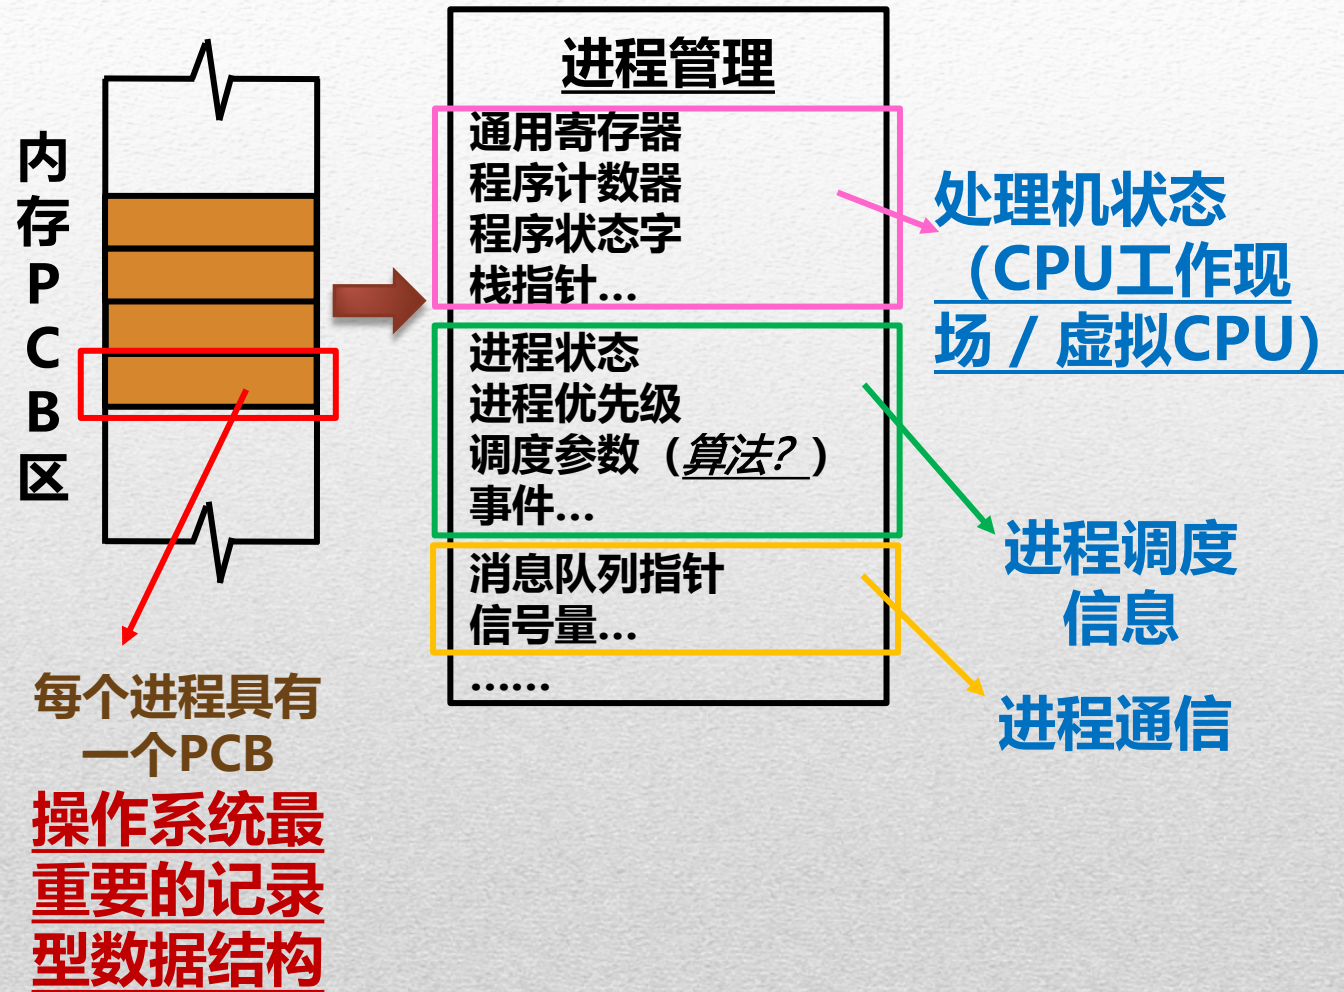 内存PCB区
进程管理
通用寄存器
程序计数器
程序状态字
栈指针...
进程状态
进程优先级
调度参数（算法？）
事件...
消息队列指针
信号量...
......
处理机状态
（CPU工作现
场 / 虚拟CPU）
进程调度
信息
进程通信
每个进程具有
一个PCB
操作系统最
重要的记录
型数据结构